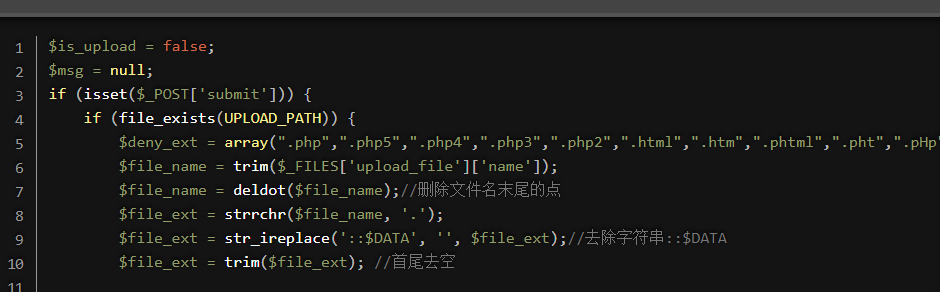 1 $is_upload = false;
2 $msg = null;
3 if (isset($_POST['submit'])) {
4 if (file_exists(UPLOAD_PATH)) {
5 $deny_ext = array(".php",".php5",".php4",".php3",".php2",".html",".htm",".phtml",".pht",".pHp"
6 $file_name = trim($_FILES['upload_file']['name']);
7 $file_name = deldot($file_name);//删除文件名末尾的点
8 $file_ext = strrchr($file_name, '.');
9 $file_ext = str_ireplace('::$DATA', '', $file_ext);//去除字符串::$DATA
10 $file_ext = trim($file_ext); //首尾去空
11